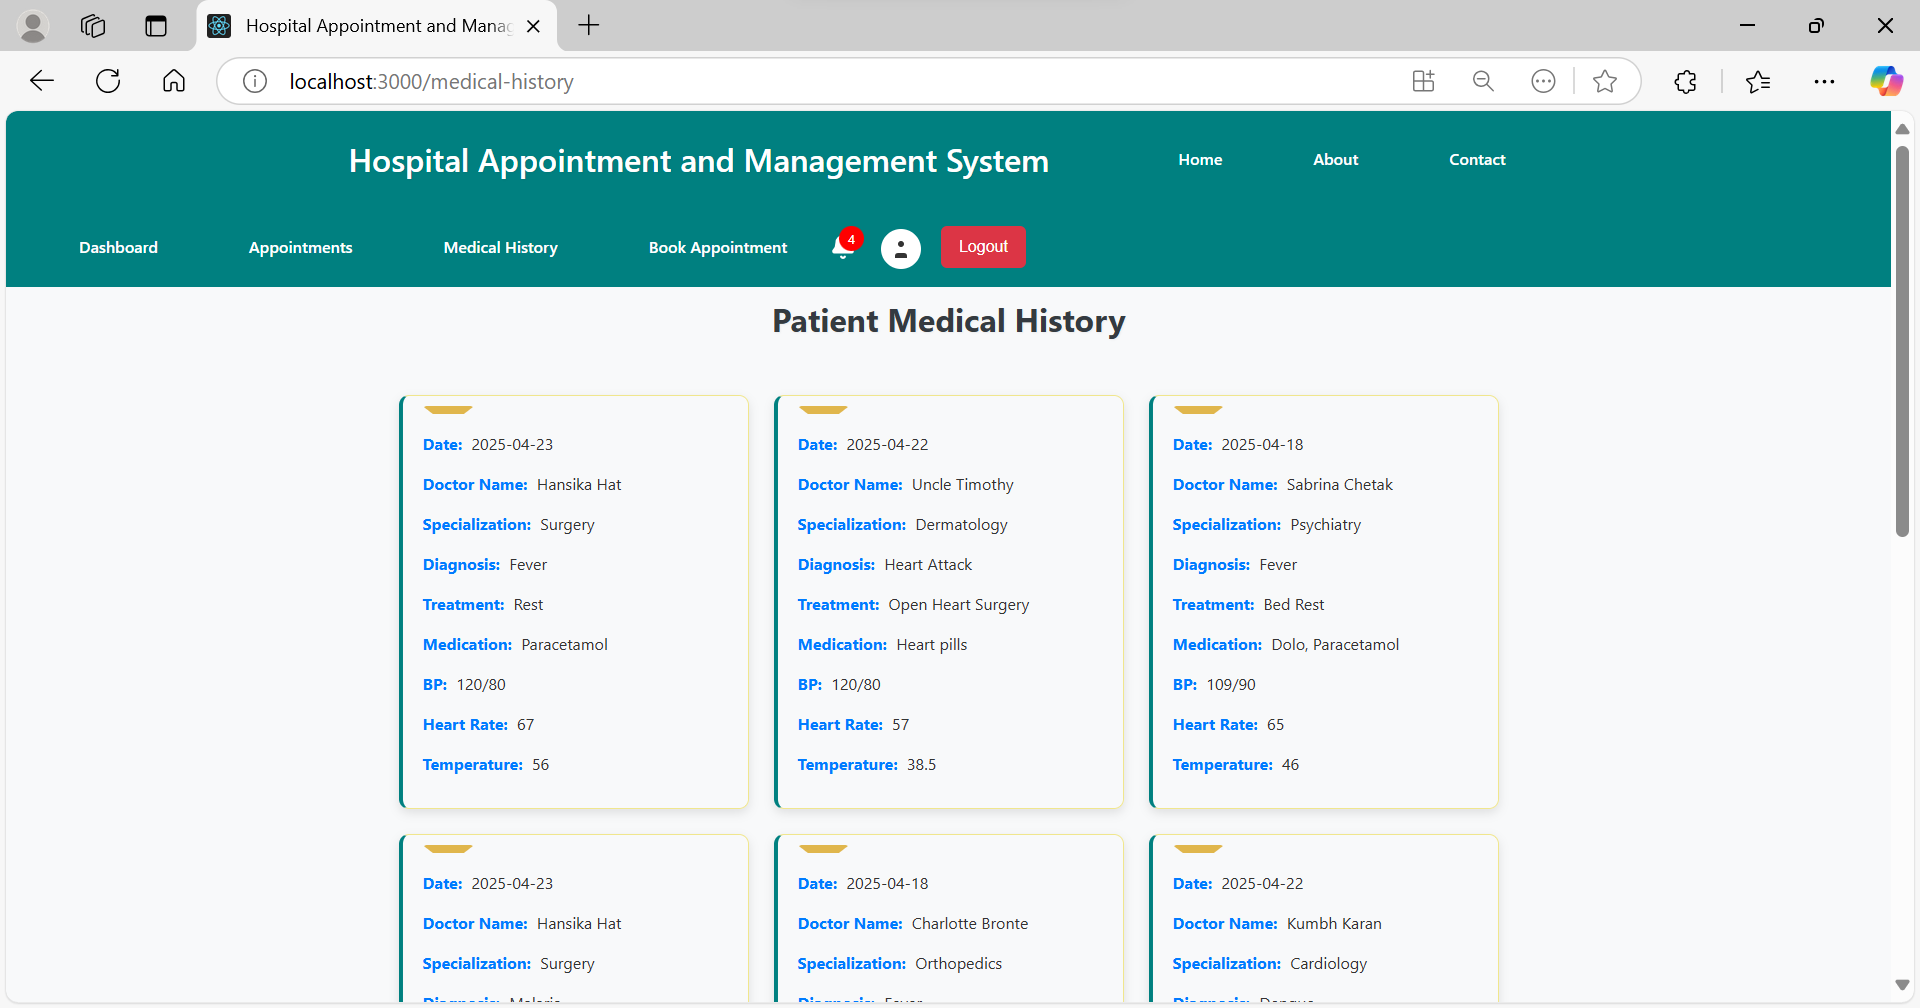 Hospital Appointment and Manag
localhost:3000/medical-history
Hospital Appointment and Management System
Home
About
Contact
Dashboard
Appointments
Medical History
Book Appointment
4
Logout
Patient Medical History
Date: 2025-04-23
Doctor Name: Hansika Hat
Specialization: Surgery
Diagnosis: Fever
Treatment: Rest
Medication: Paracetamol
BP: 120/80
Heart Rate: 67
Temperature: 56
Date: 2025-04-22
Doctor Name: Uncle Timothy
Specialization: Dermatology
Diagnosis: Heart Attack
Treatment: Open Heart Surgery
Medication: Heart pills
BP: 120/80
Heart Rate: 57
Temperature: 38.5
Date: 2025-04-18
Doctor Name: Sabrina Chetak
Specialization: Psychiatry
Diagnosis: Fever
Treatment: Bed Rest
Medication: Dolo, Paracetamol
BP: 109/90
Heart Rate: 65
Temperature: 46
Date: 2025-04-23
Doctor Name: Hansika Hat
Specialization: Surgery
Diagnosis: Malaria
Date: 2025-04-18
Doctor Name: Charlotte Bronte
Specialization: Orthopedics
Diagnosis: Fever
Date: 2025-04-22
Doctor Name: Kumbh Karan
Specialization: Cardiology
Diagnosis: Dengue